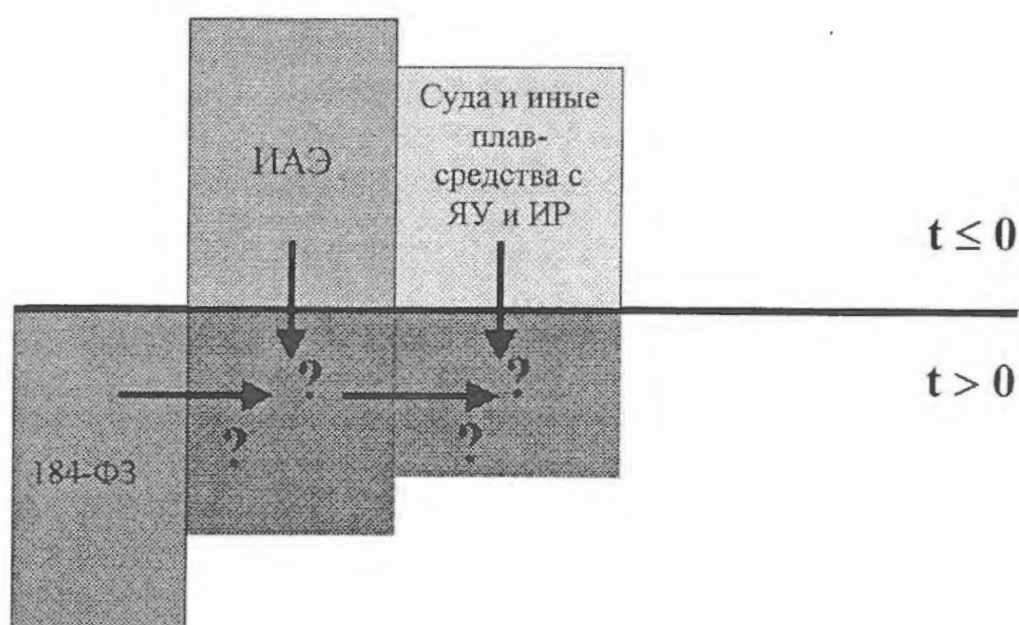 ИАЭ
Суда и иные
плав-
средства с
ЯУ и ИР
t ≤ 0
t > 0
?
?
?
?
184-ФЗ